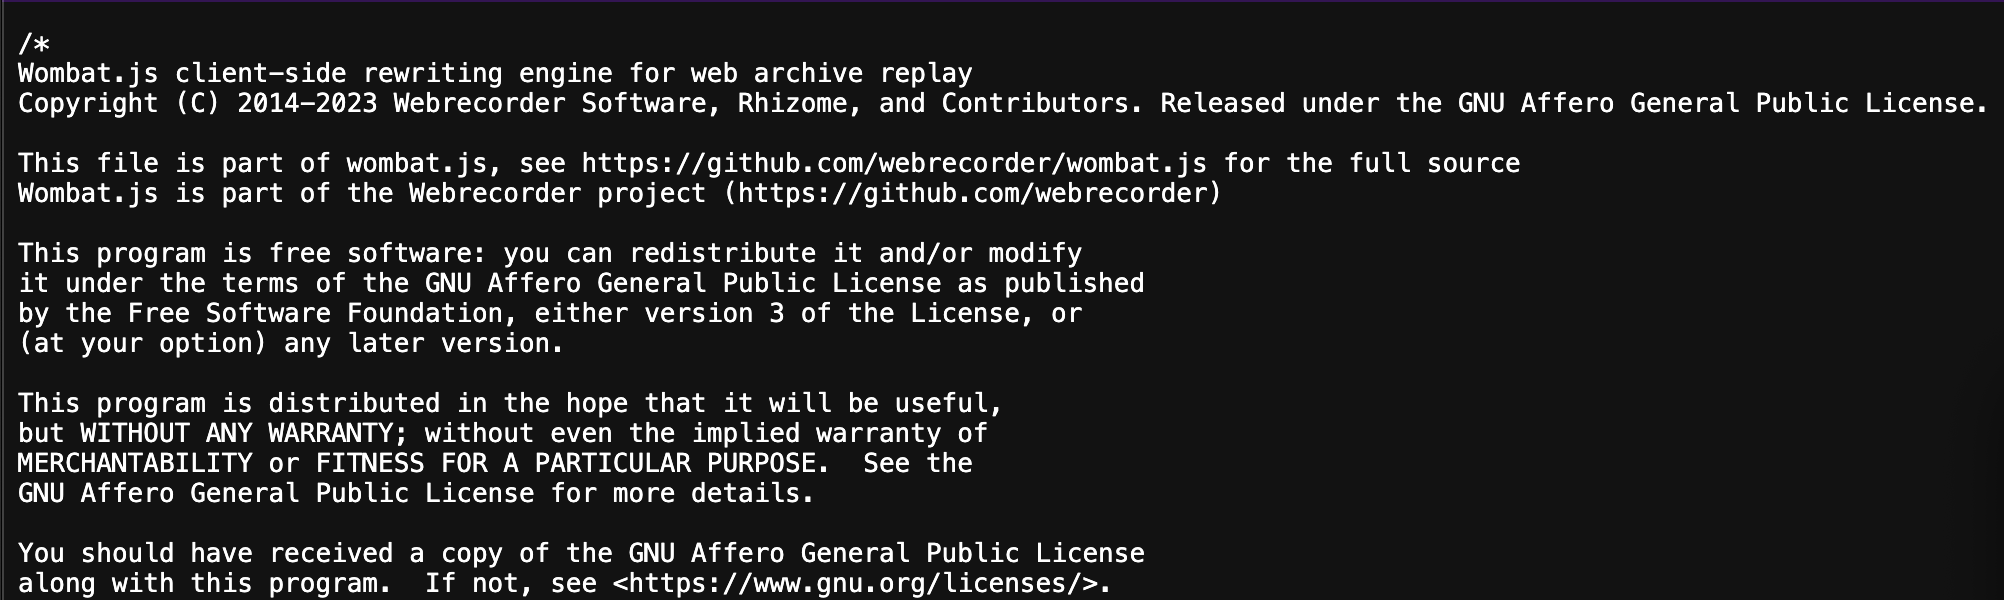 /*
Wombat.js client-side rewriting engine for web archive replay
Copyright (C) 2014-2023 Webrecorder Software, Rhizome, and Contributors. Released under the GNU Affero General Public License.

This file is part of wombat.js, see https://github.com/webrecorder/wombat.js for the full source
Wombat.js is part of the Webrecorder project (https://github.com/webrecorder)

This program is free software: you can redistribute it and/or modify
it under the terms of the GNU Affero General Public License as published
by the Free Software Foundation, either version 3 of the License, or
(at your option) any later version.

This program is distributed in the hope that it will be useful,
but WITHOUT ANY WARRANTY; without even the implied warranty of
MERCHANTABILITY or FITNESS FOR A PARTICULAR PURPOSE.  See the
GNU Affero General Public License for more details.

You should have received a copy of the GNU Affero General Public License
along with this program.  If not, see <https://www.gnu.org/licenses/>.